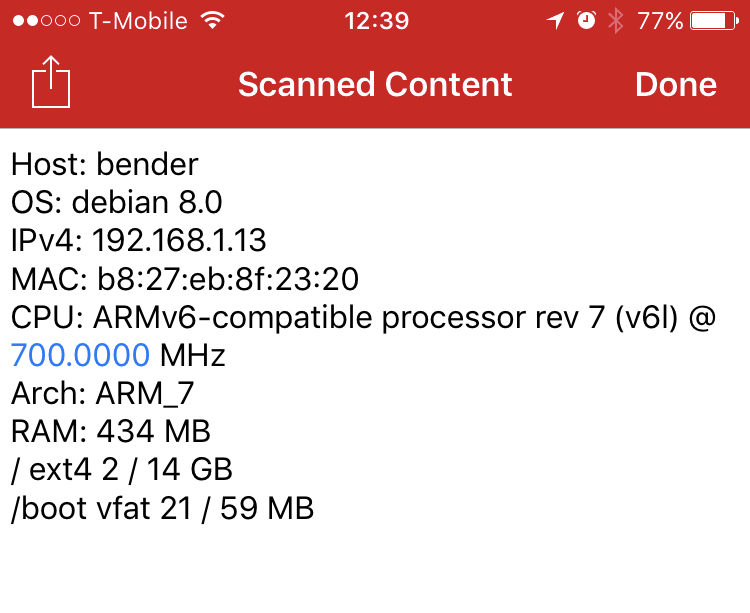 T-Mobile 12:39 77%
Scanned Content Done
Host: bender
OS: debian 8.0
IPv4: 192.168.1.13
MAC: b8:27:eb:8f:23:20
CPU: ARMv6-compatible processor rev 7 (v6l) @
700.0000 MHz
Arch: ARM_7
RAM: 434 MB
/ ext4 2 / 14 GB
/boot vfat 21 / 59 MB